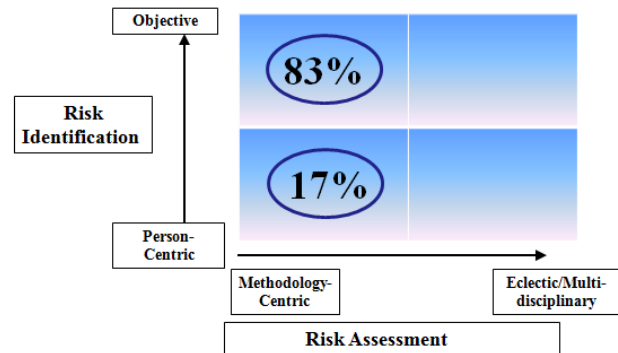 Objective
83%
Risk
Identification
17%
Person-
Centric
Methodology-
Centric
Eclectic/Multi-
disciplinary
Risk Assessment